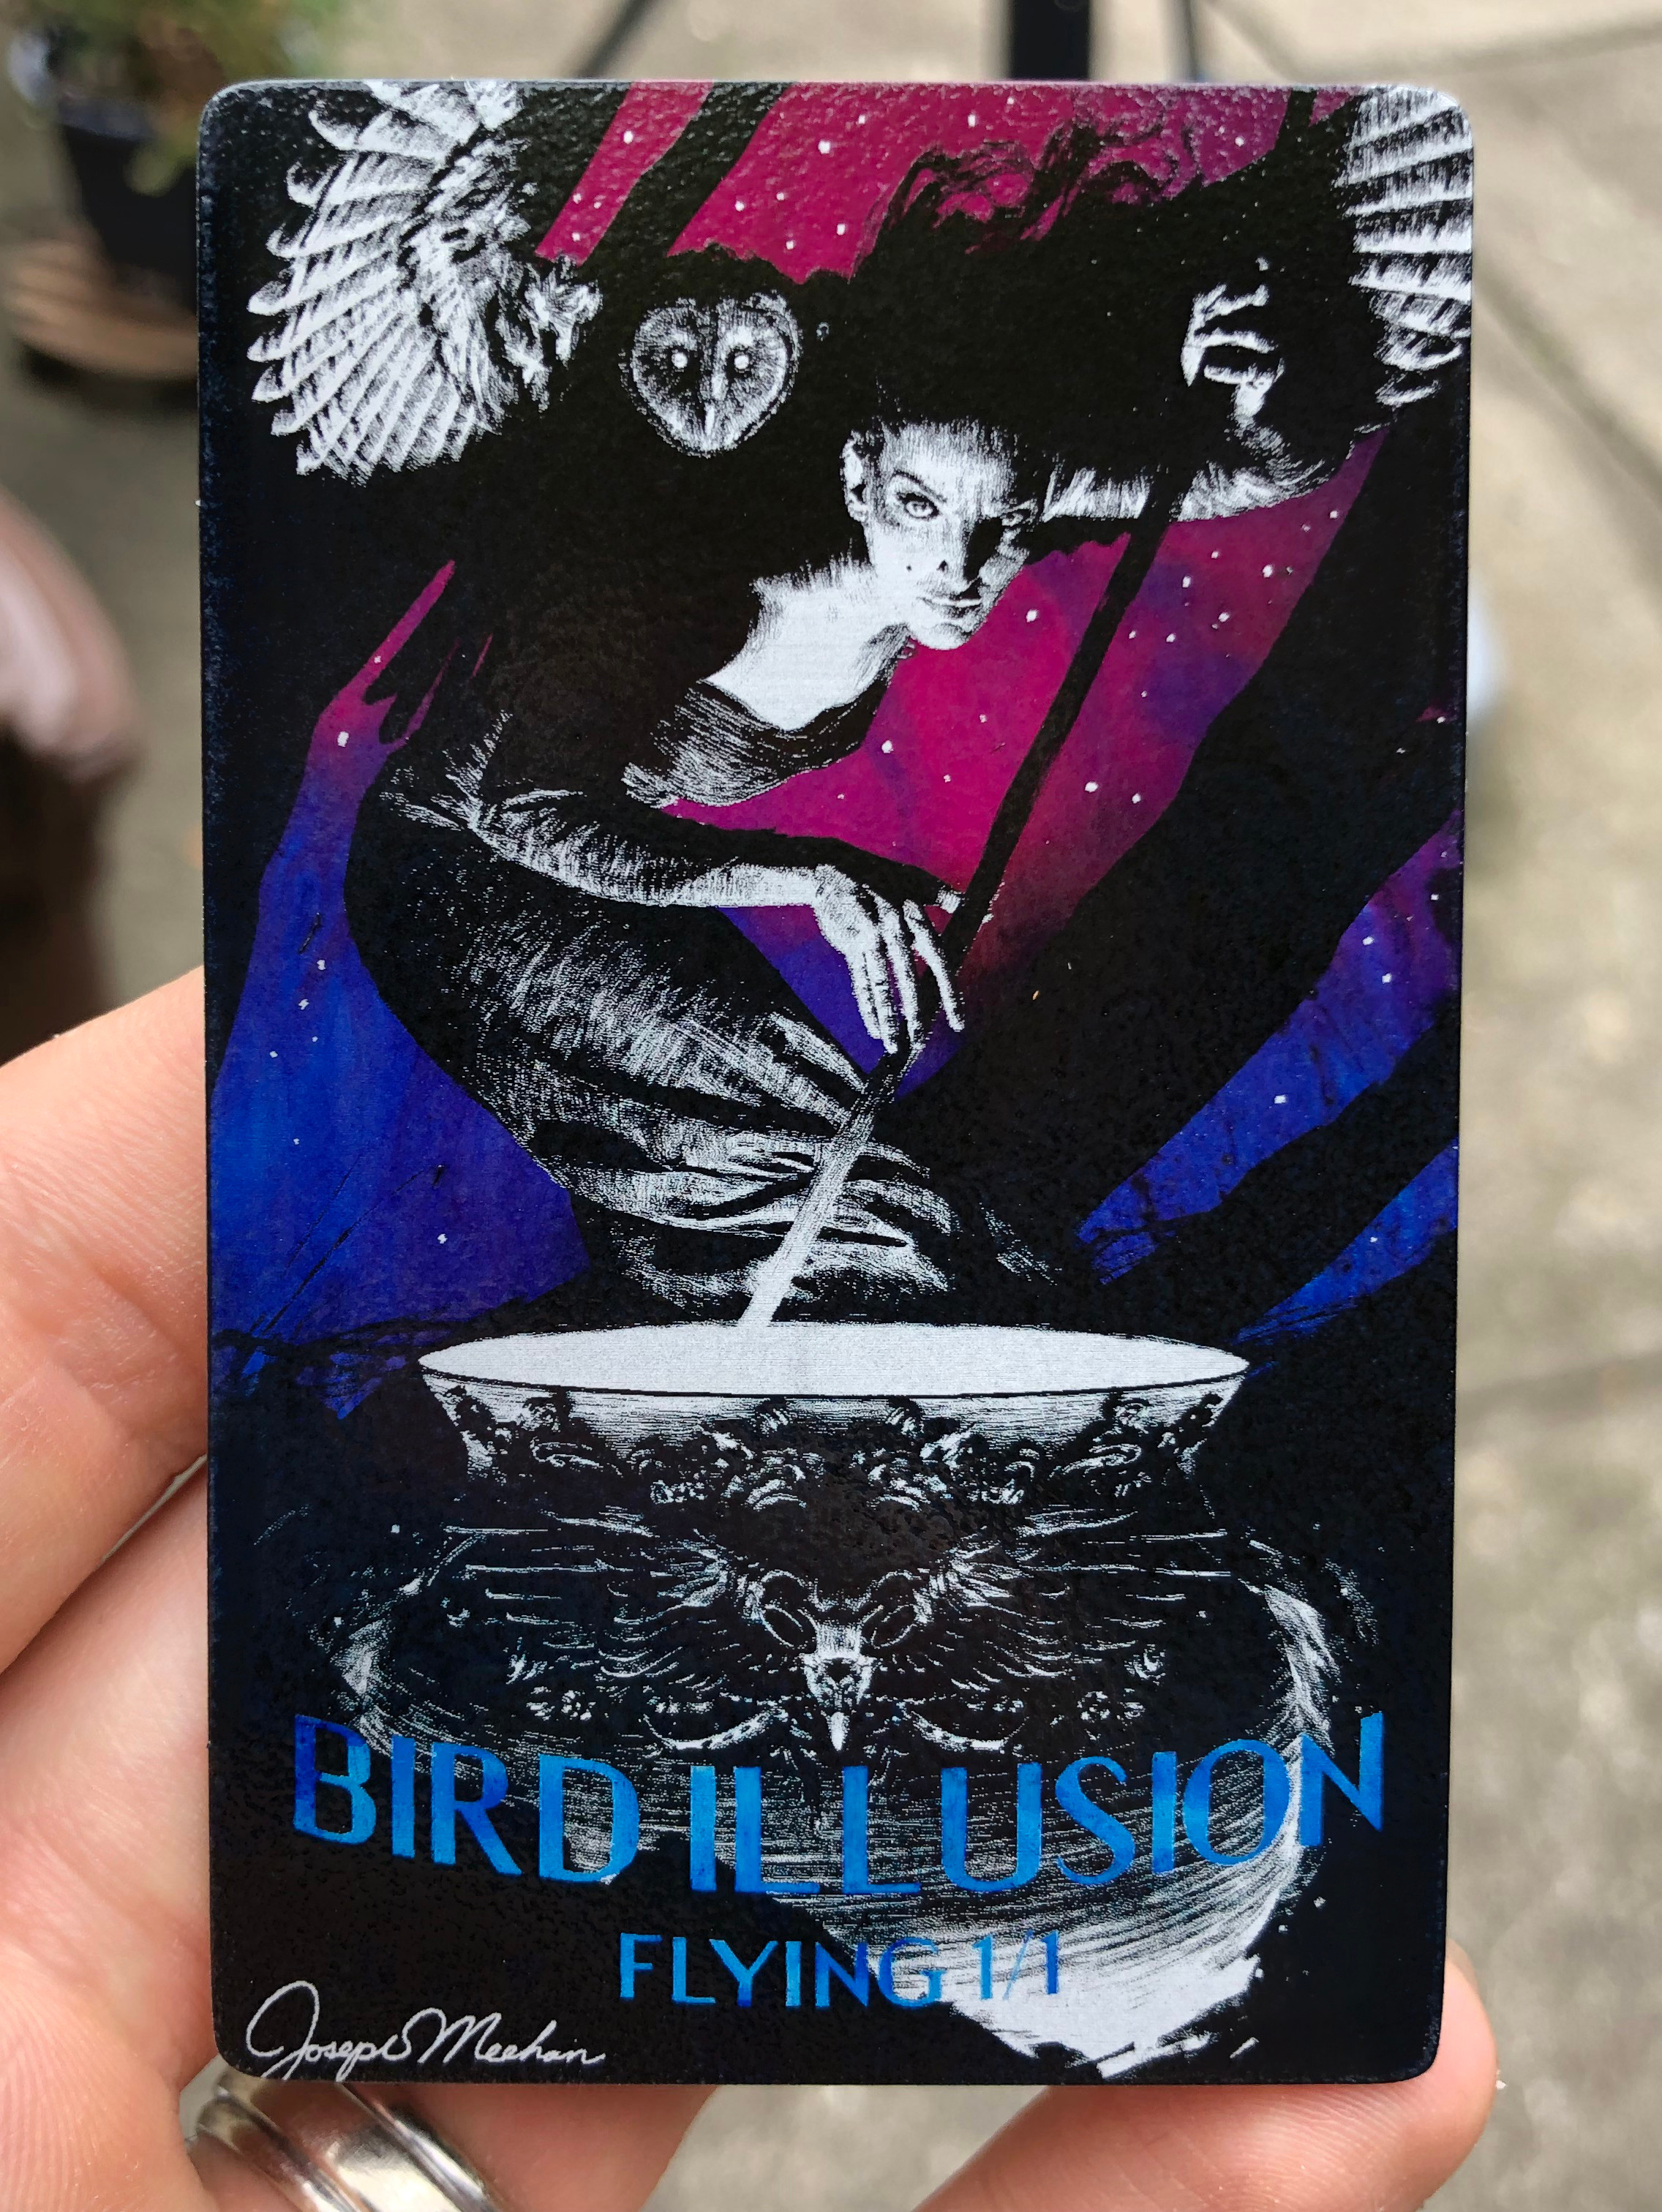 BIRD ILLUSION
FLYING 1/1
Joseph Meehan